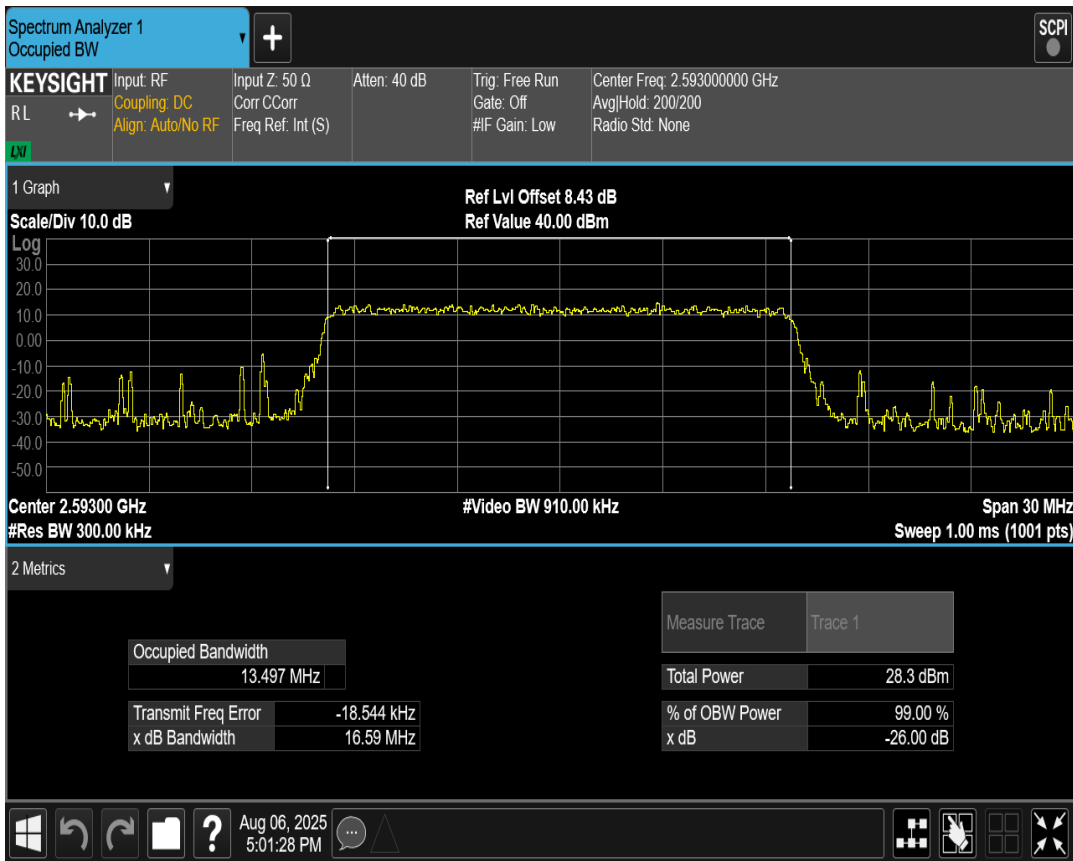 Spectrum Analyzer 1
Occupied BW
+
SCPI
KEYSIGHT
R L
LXI
Input: RF
Coupling: DC
Align: Auto/No RF
Input Z: 50 Ω
Corr CCorr
Freq Ref: Int (S)
Atten: 40 dB
Trig: Free Run
Gate: Off
#IF Gain: Low
Center Freq: 2.593000000 GHz
Avg|Hold: 200/200
Radio Std: None
1 Graph
Scale/Div 10.0 dB
Ref Lvl Offset 8.43 dB
Ref Value 40.00 dBm
Log
30.0
20.0
10.0
0.00
-10.0
-20.0
-30.0
-40.0
-50.0
Center 2.59300 GHz
#Res BW 300.00 kHz
#Video BW 910.00 kHz
Span 30 MHz
Sweep 1.00 ms (1001 pts)
2 Metrics
Occupied Bandwidth
13.497 MHz
Transmit Freq Error -18.544 kHz
x dB Bandwidth 16.59 MHz
Measure Trace Trace 1
Total Power 28.3 dBm
% of OBW Power 99.00 %
x dB -26.00 dB
?
Aug 06, 2025
5:01:28 PM